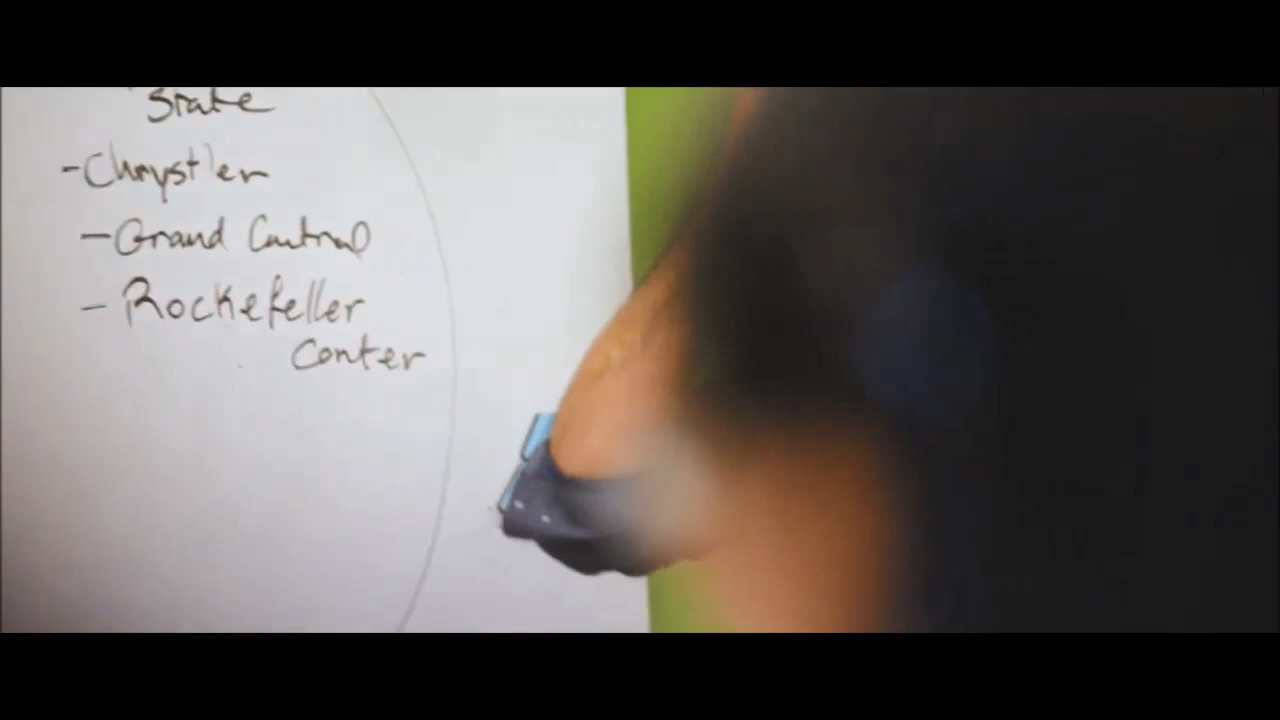 State
-Chrystler
-Grand Central
- Rockefeller
Center